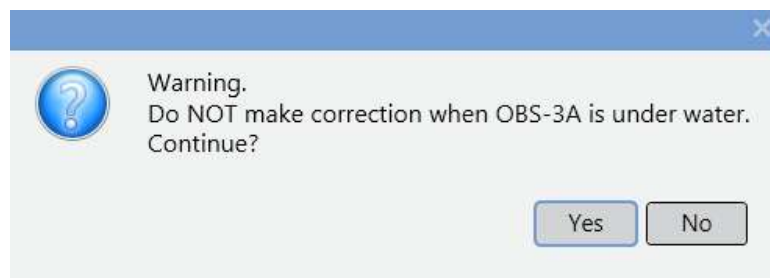 Warning.
Do NOT make correction when OBS-3A is under water.
Continue?
Yes No